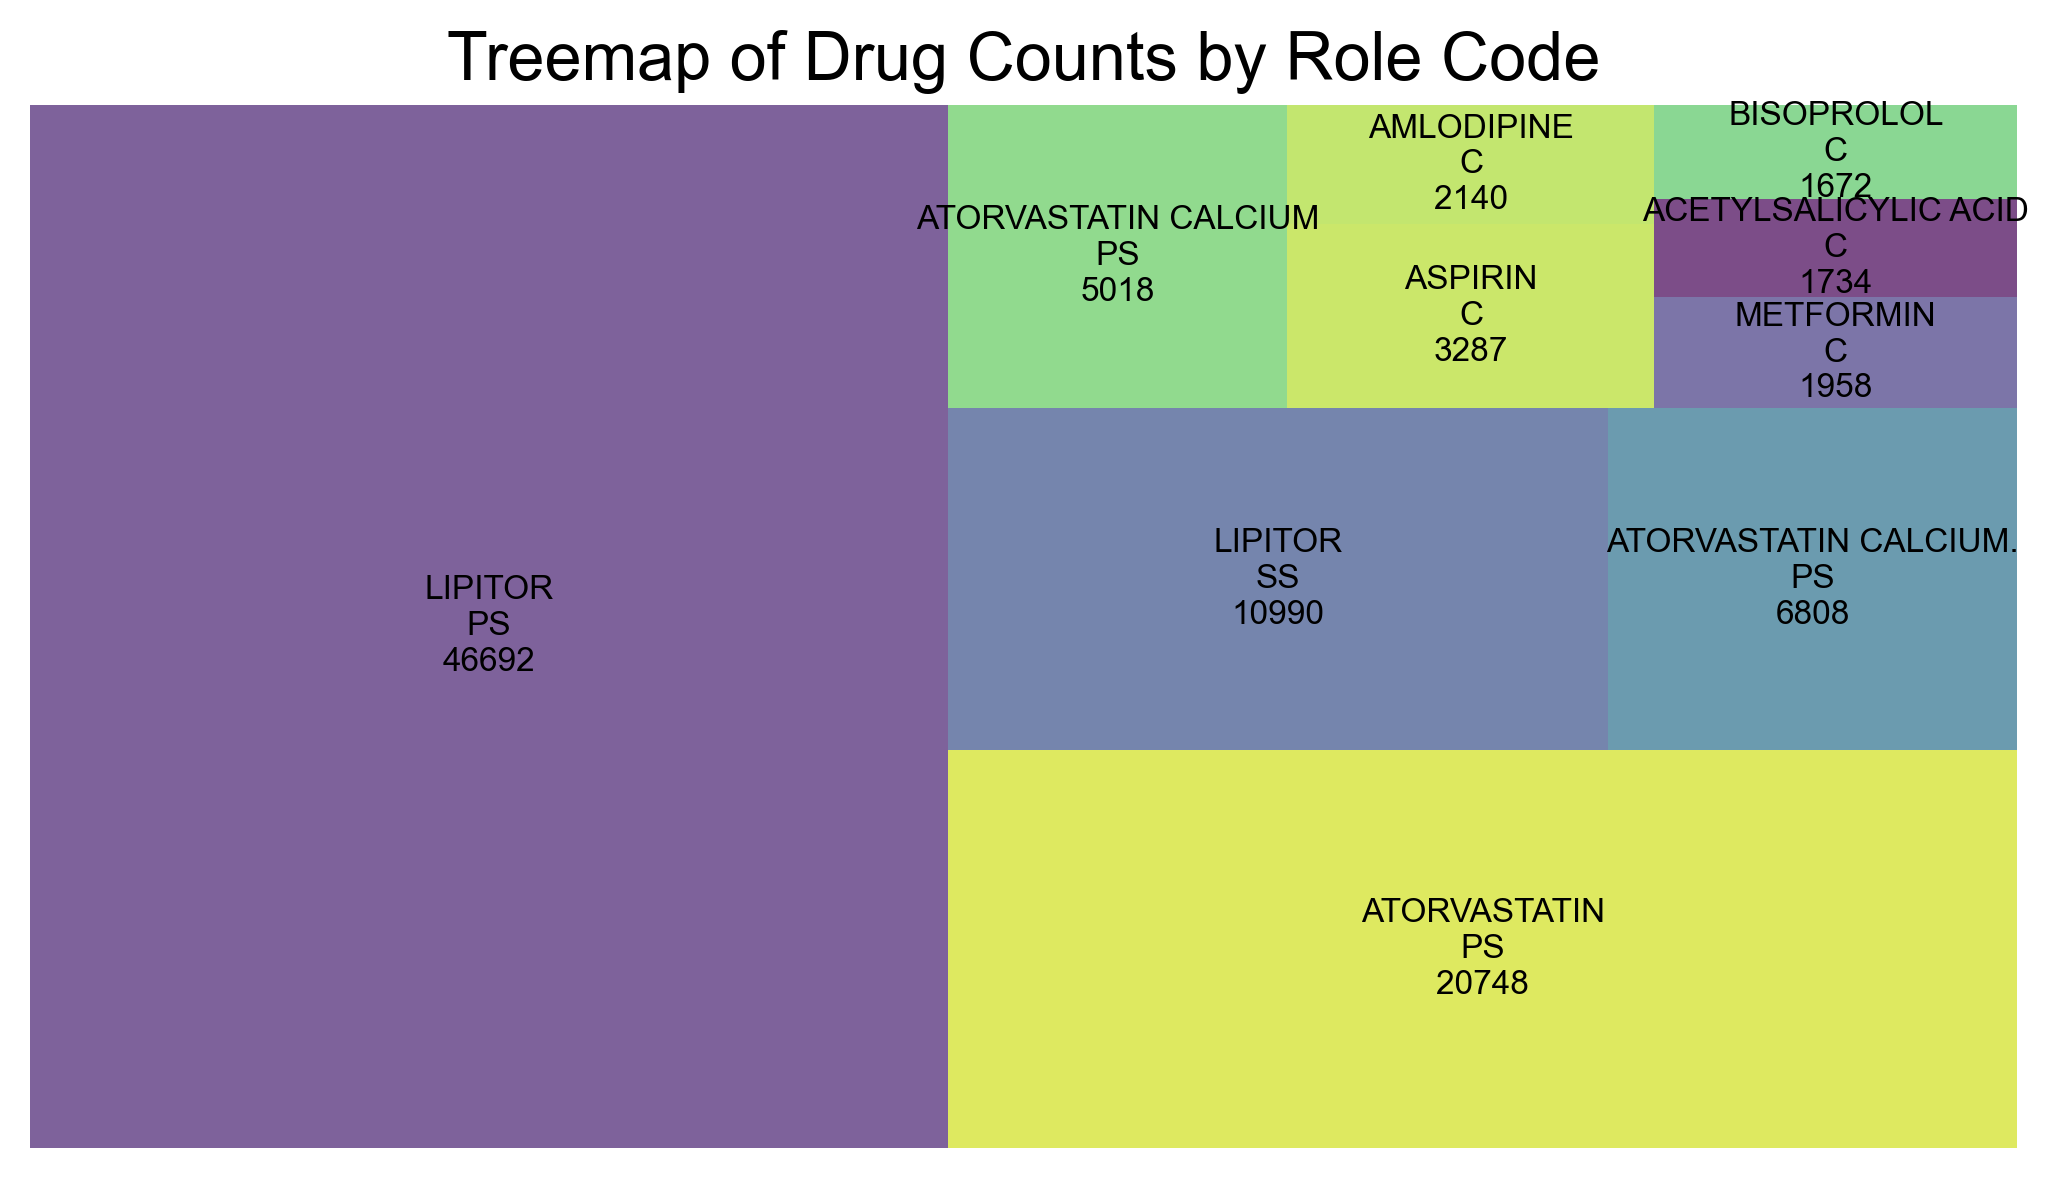 Treemap of Drug Counts by Role Code
LIPITOR
PS
46692
ATORVASTATIN CALCIUM
PS
5018
AMLODIPINE
C
2140
ASPIRIN
C
3287
BISOPROLOL
C
1672
ACETYLSALICYLIC ACID
C
1734
METFORMIN
C
1958
LIPITOR
SS
10990
ATORVASTATIN CALCIUM.
PS
6808
ATORVASTATIN
PS
20748